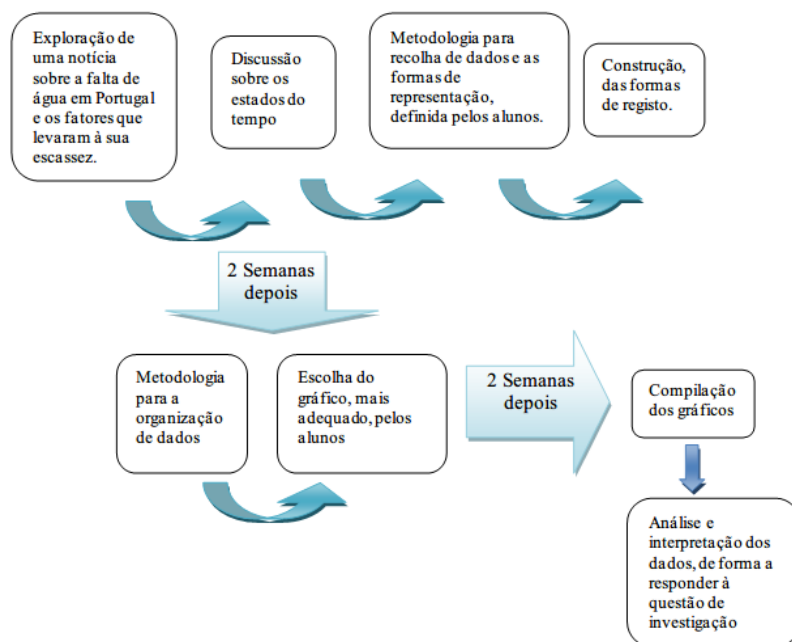 Exploração de
uma notícia
sobre a falta de
água em Portugal
e os fatores que
levaram à sua
escassez.
Discussão
sobre os
estados do
tempo
Metodologia para
recolha de dados e as
formas de
representação,
definida pelos alunos.
Construção,
das formas
de registo.
2 Semanas
depois
Metodologia
para a
organização
de dados
Escolha do
gráfico, mais
adequado, pelos
alunos
2 Semanas
depois
Compilação
dos gráficos
Análise e
interpretação dos
dados, de forma a
responder à
questão de
investigação